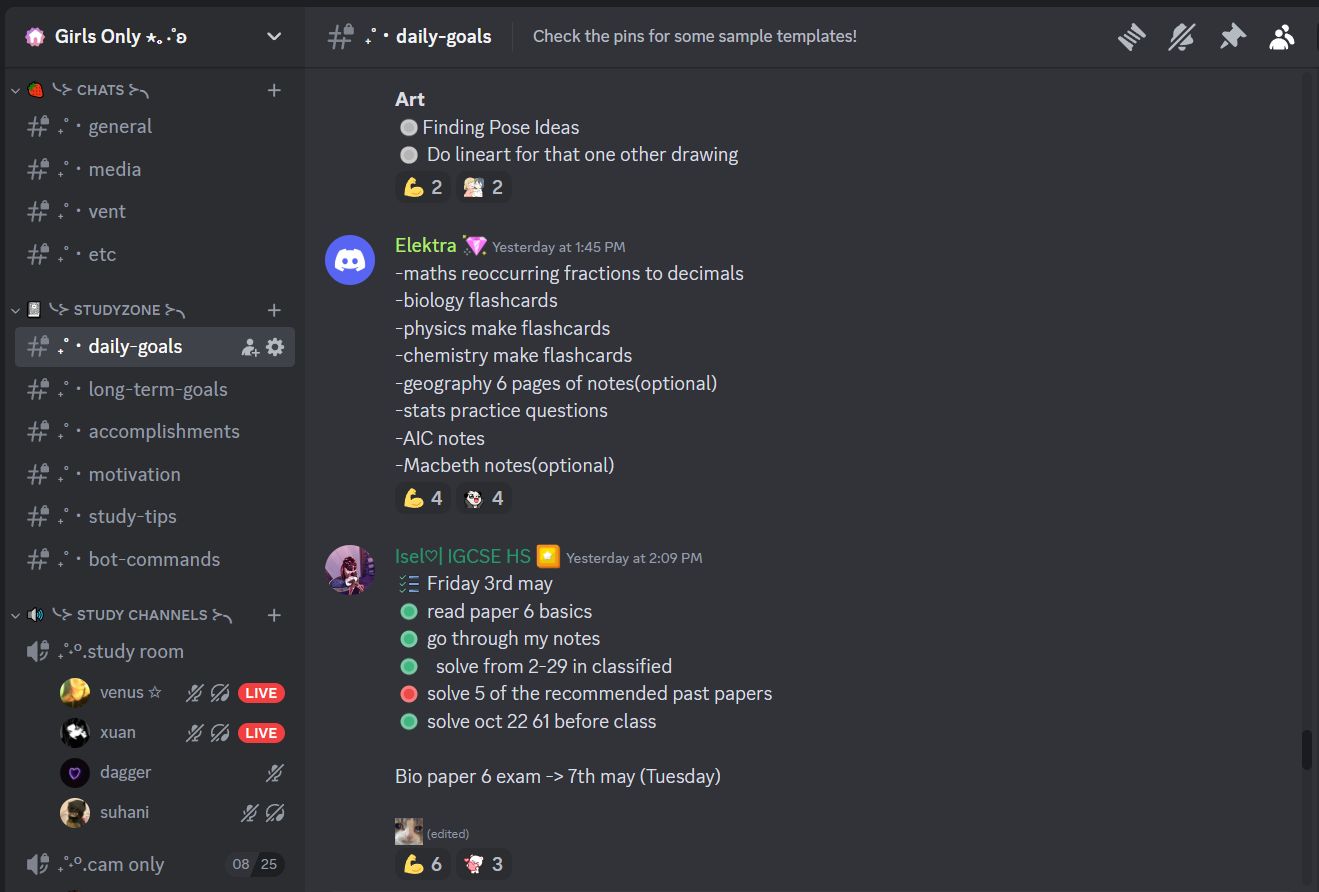 Girls Only ⋆｡‧˚ʚ
CHATS
general
media
vent
etc
STUDYZONE
daily-goals
long-term-goals
accomplishments
motivation
study-tips
bot-commands
STUDY CHANNELS
.study room
venus ☆ LIVE
xuan LIVE
dagger
suhani
.cam only 08 25
daily-goals Check the pins for some sample templates!
Art
Finding Pose Ideas
Do lineart for that one other drawing
2 2
Elektra Yesterday at 1:45 PM
-maths reoccurring fractions to decimals
-biology flashcards
-physics make flashcards
-chemistry make flashcards
-geography 6 pages of notes(optional)
-stats practice questions
-AIC notes
-Macbeth notes(optional)
4 4
Isel♡| IGCSE HS Yesterday at 2:09 PM
Friday 3rd may
read paper 6 basics
go through my notes
solve from 2-29 in classified
solve 5 of the recommended past papers
solve oct 22 61 before class
Bio paper 6 exam -> 7th may (Tuesday)
(edited)
6 3